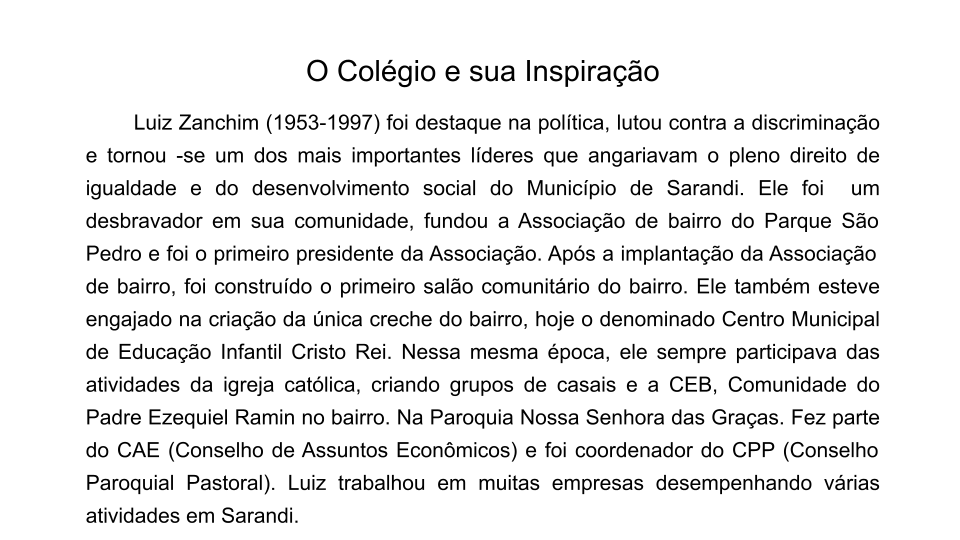 O Colégio e sua Inspiração
Luiz Zanchim (1953-1997) foi destaque na política, lutou contra a discriminação
e tornou -se um dos mais importantes líderes que angariavam o pleno direito de
igualdade e do desenvolvimento social do Município de Sarandi. Ele foi  um
desbravador em sua comunidade, fundou a Associação de bairro do Parque São
Pedro e foi o primeiro presidente da Associação. Após a implantação da Associação
de bairro, foi construído o primeiro salão comunitário do bairro. Ele também esteve
engajado na criação da única creche do bairro, hoje o denominado Centro Municipal
de Educação Infantil Cristo Rei. Nessa mesma época, ele sempre participava das
atividades da igreja católica, criando grupos de casais e a CEB, Comunidade do
Padre Ezequiel Ramin no bairro. Na Paroquia Nossa Senhora das Graças. Fez parte
do CAE (Conselho de Assuntos Econômicos) e foi coordenador do CPP (Conselho
Paroquial Pastoral). Luiz trabalhou em muitas empresas desempenhando várias
atividades em Sarandi.